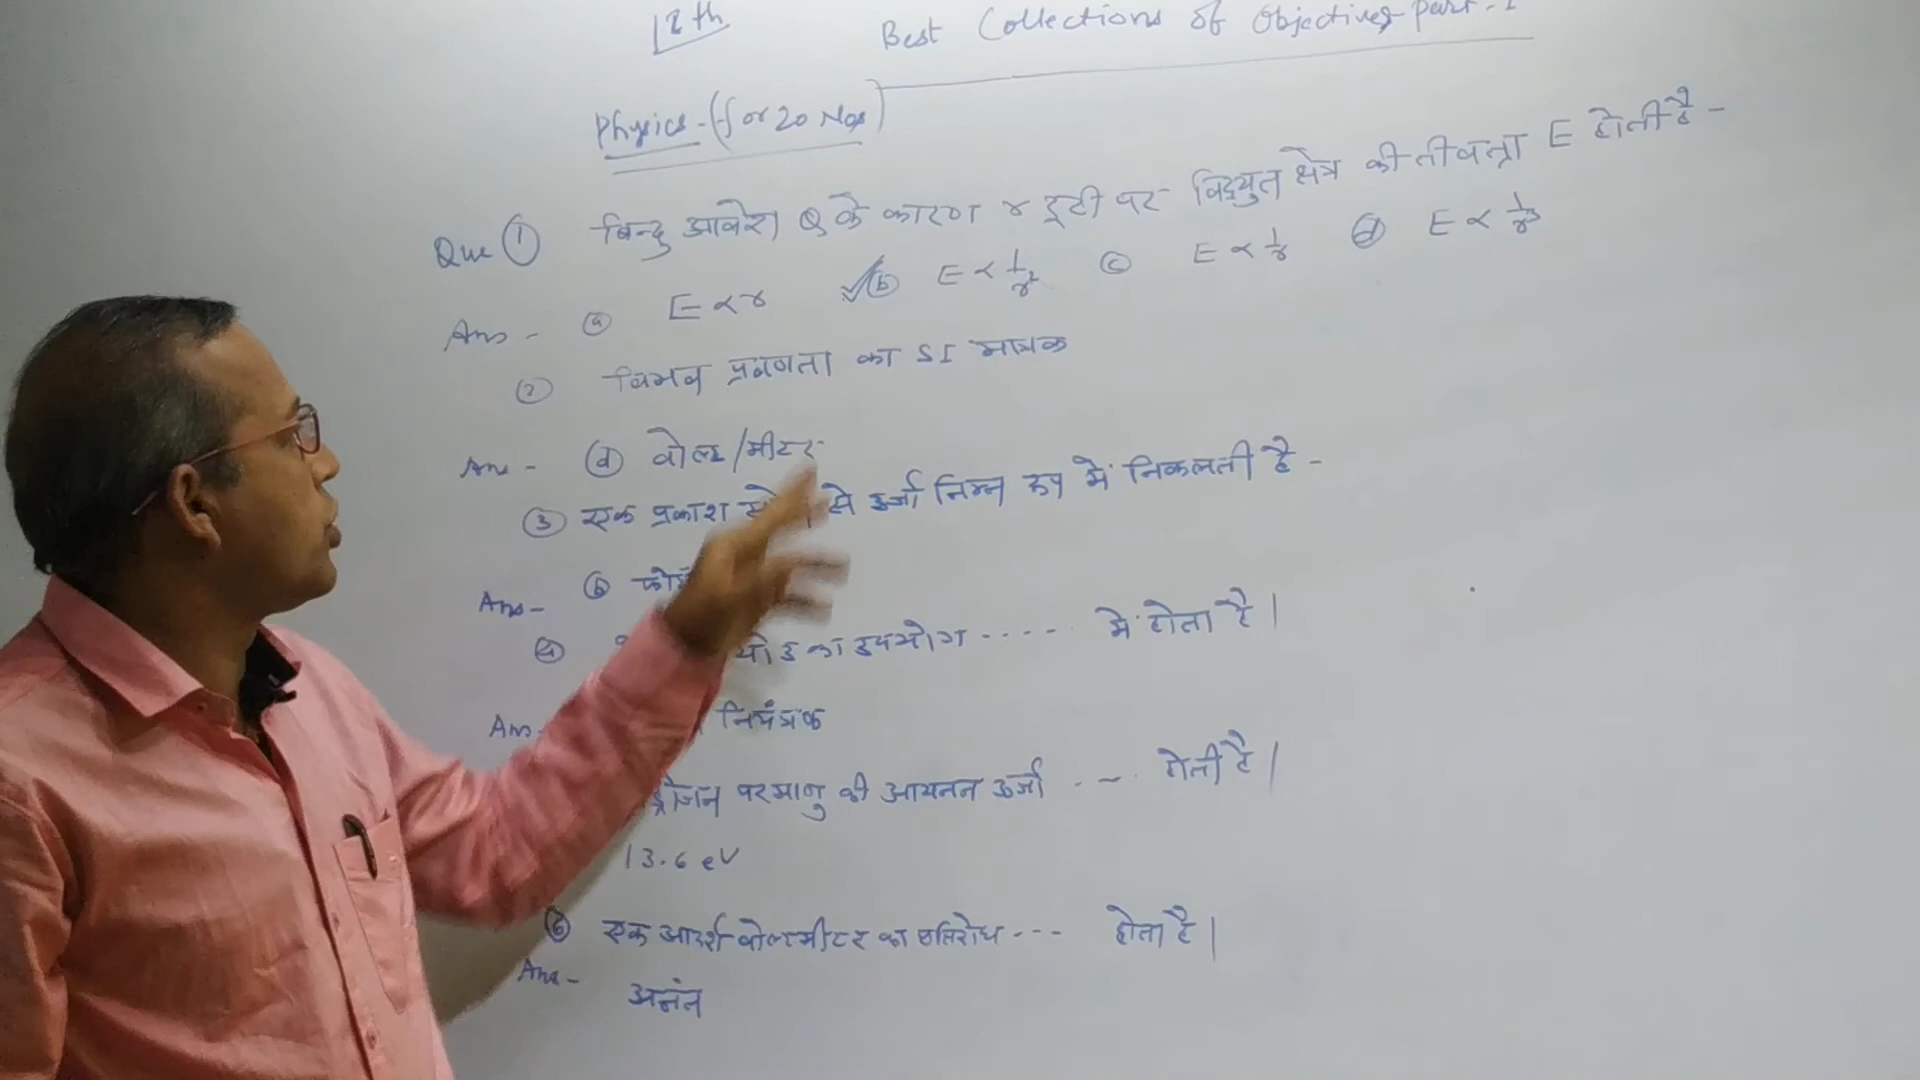 12th
Best Collections of Objectives part-I
Physics-(for 20 Nos)
Que ① बिन्दु आवेश Q के कारण r दूरी पर विद्युत क्षेत्र की तीव्रता E होती है -
Ans - ⓐ E ∝ r ✓ⓑ E ∝ 1/r² ⓒ E ∝ 1/r ⓓ E ∝ 1/r³
② विभव प्रवणता का SI मात्रक
Ans - ⓓ वोल्ट/मीटर
③ एक प्रकाश से ऊर्जा निम्न रूप में निकलती है -
Ans- ⓑ
④ का उपयोग ---- में होता है|
Ans- नियंत्रक
परमाणु की आयनन ऊर्जा --- होती है|
13.6 eV
⑥ एक आदर्श वोल्टमीटर का प्रतिरोध --- होता है|
Ans-
अनंत